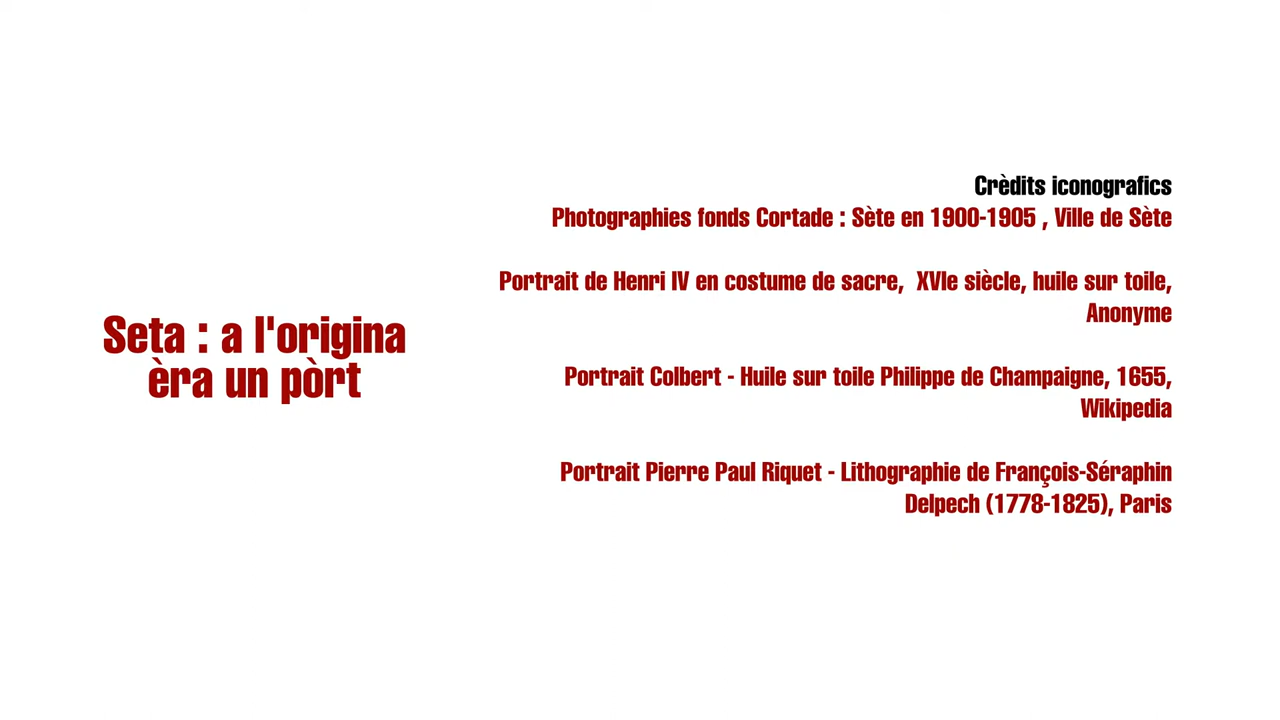 Seta : a l'origina
èra un pòrt
Crèdits iconografics
Photographies fonds Cortade : Sète en 1900-1905 , Ville de Sète
Portrait de Henri IV en costume de sacre,  XVIe siècle, huile sur toile,
Anonyme
Portrait Colbert - Huile sur toile Philippe de Champaigne, 1655,
Wikipedia
Portrait Pierre Paul Riquet - Lithographie de François-Séraphin
Delpech (1778-1825), Paris